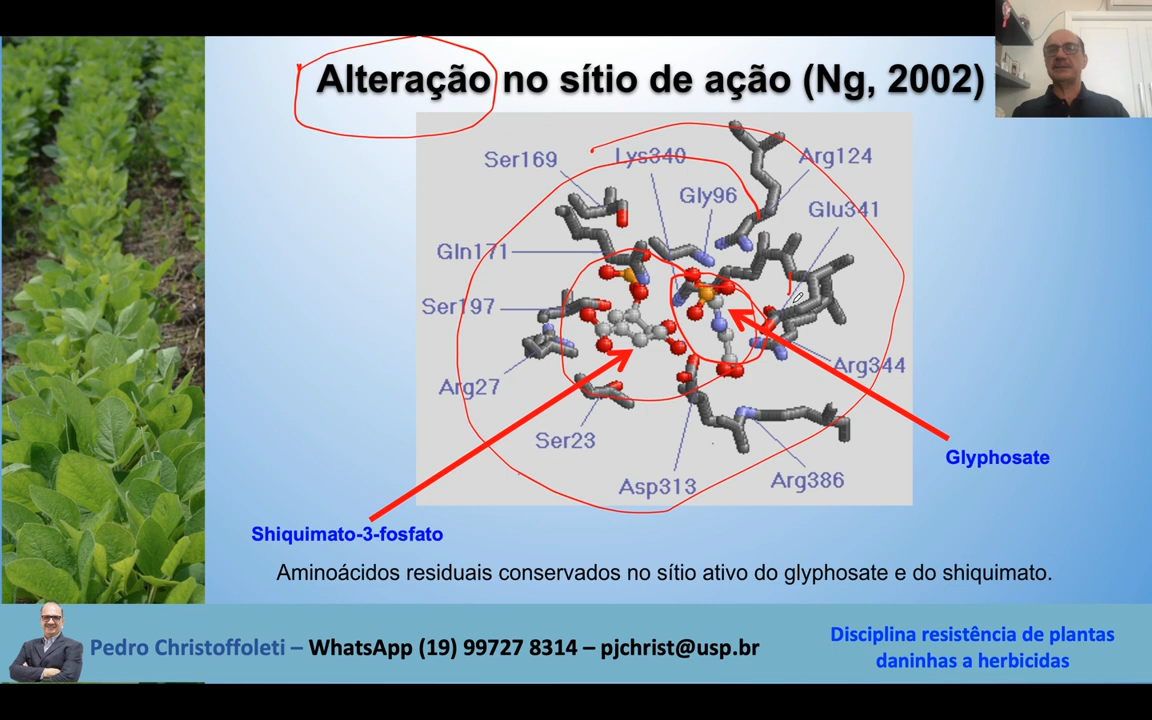 Alteração no sítio de ação (Ng, 2002)
Ser169
Lys340
Arg124
Gly96
Glu341
Gln171
Ser197
Arg27
Arg344
Ser23
Asp313
Arg386
Glyphosate
Shiquimato-3-fosfato
Aminoácidos residuais conservados no sítio ativo do glyphosate e do shiquimato.
Pedro Christoffoleti – WhatsApp (19) 99727 8314 – pjchrist@usp.br
Disciplina resistência de plantas
daninhas a herbicidas